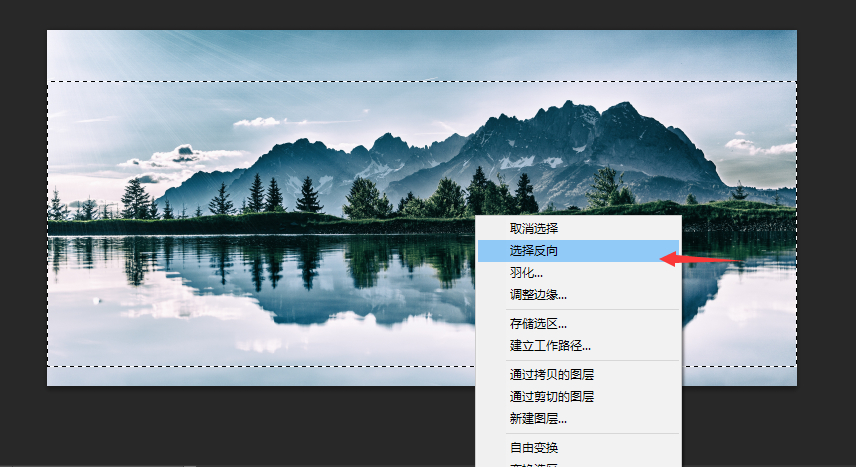 取消选择
选择反向
羽化...
调整边缘...
存储选区...
建立工作路径...
通过拷贝的图层
通过剪切的图层
新建图层...
自由变换